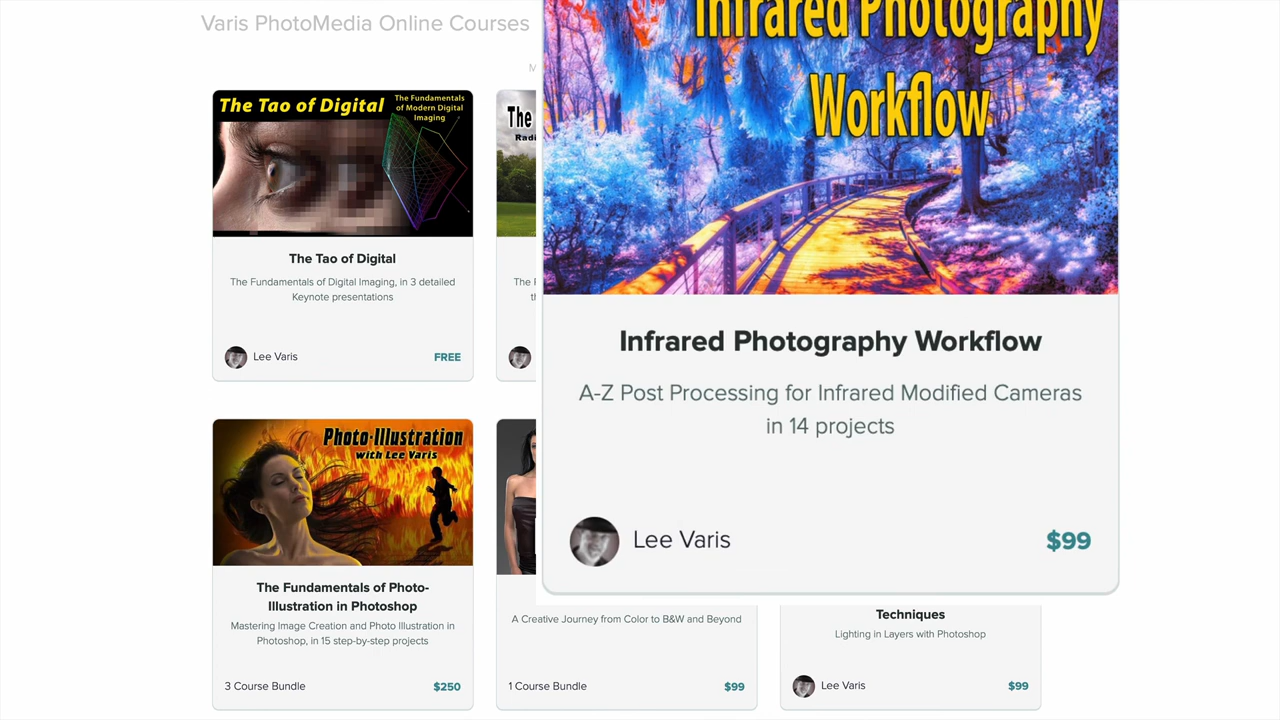 Varis PhotoMedia Online Courses
The Tao of Digital
The Fundamentals
of Modern Digital
Imaging
The Tao of Digital
The Fundamentals of Digital Imaging, in 3 detailed
Keynote presentations
Lee Varis
FREE
The
Infrared Photography
Workflow
Infrared Photography Workflow
A-Z Post Processing for Infrared Modified Cameras
in 14 projects
Lee Varis
$99
Photo-Illustration
with Lee Varis
The Fundamentals of Photo-
Illustration in Photoshop
Mastering Image Creation and Photo Illustration in
Photoshop, in 15 step-by-step projects
3 Course Bundle
$250
A Creative Journey from Color to B&W and Beyond
1 Course Bundle
$99
Techniques
Lighting in Layers with Photoshop
Lee Varis
$99